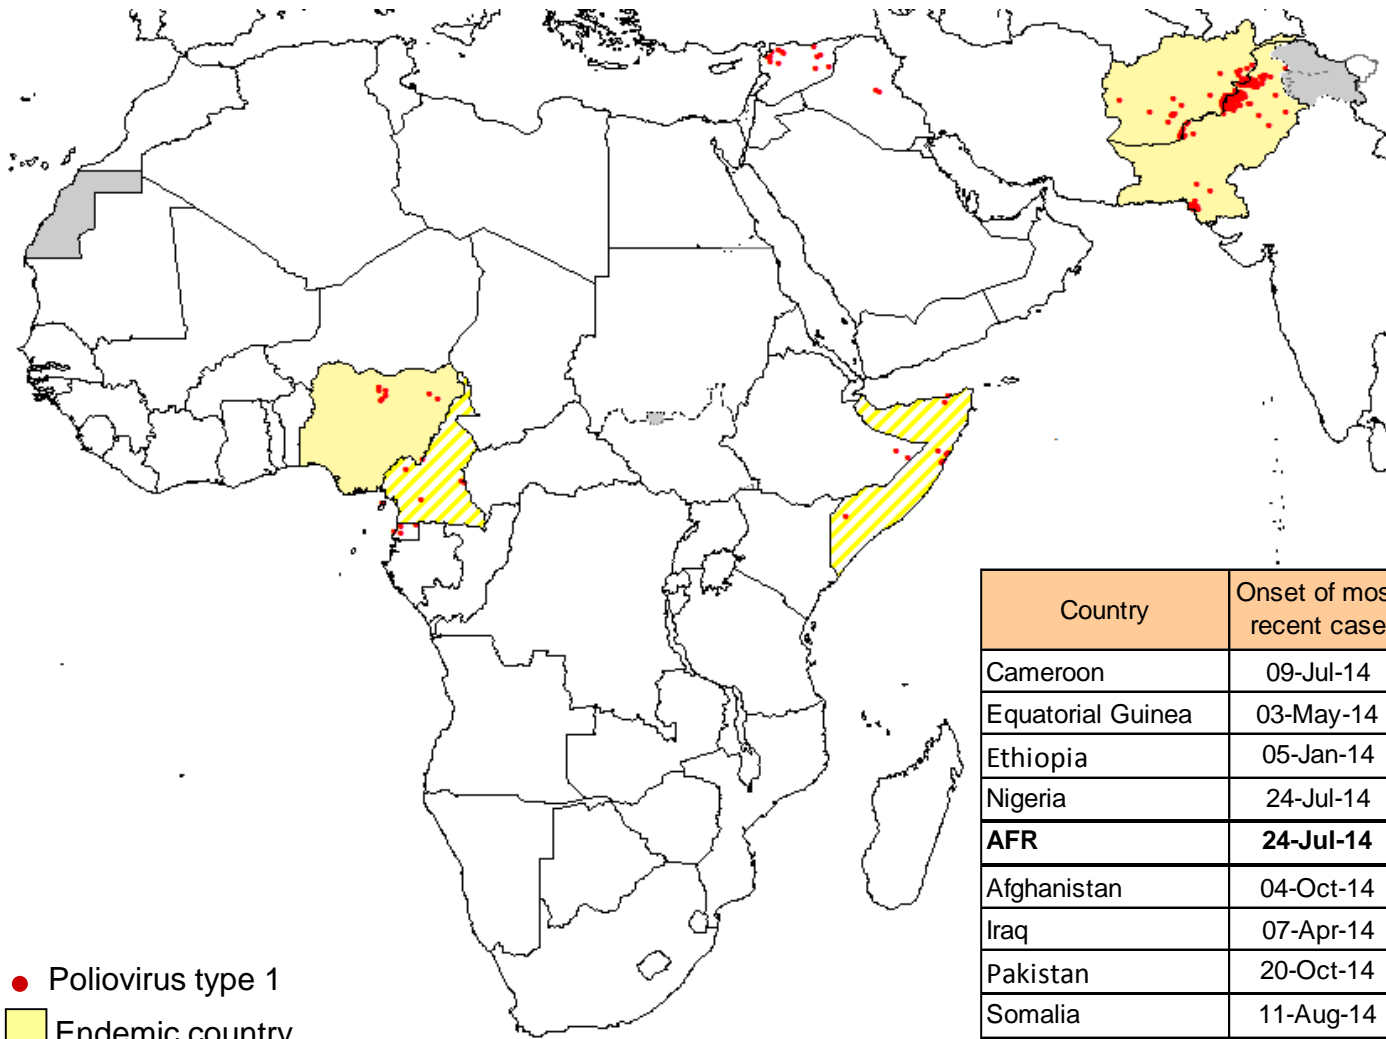 Country
Onset of mos
recent case
Cameroon 09-Jul-14
Equatorial Guinea 03-May-14
Ethiopia 05-Jan-14
Nigeria 24-Jul-14
AFR 24-Jul-14
Afghanistan 04-Oct-14
Iraq 07-Apr-14
Pakistan 20-Oct-14
Somalia 11-Aug-14
Poliovirus type 1
Endemic country